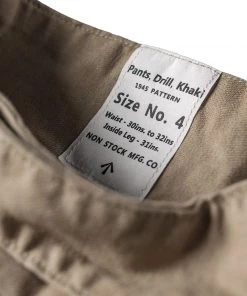 Pants, Drill, Khaki
1945 PATTERN
Size No. 4
Waist - 30ins. to 32ins
Inside Leg - 31ins.
NON STOCK MFG. CO